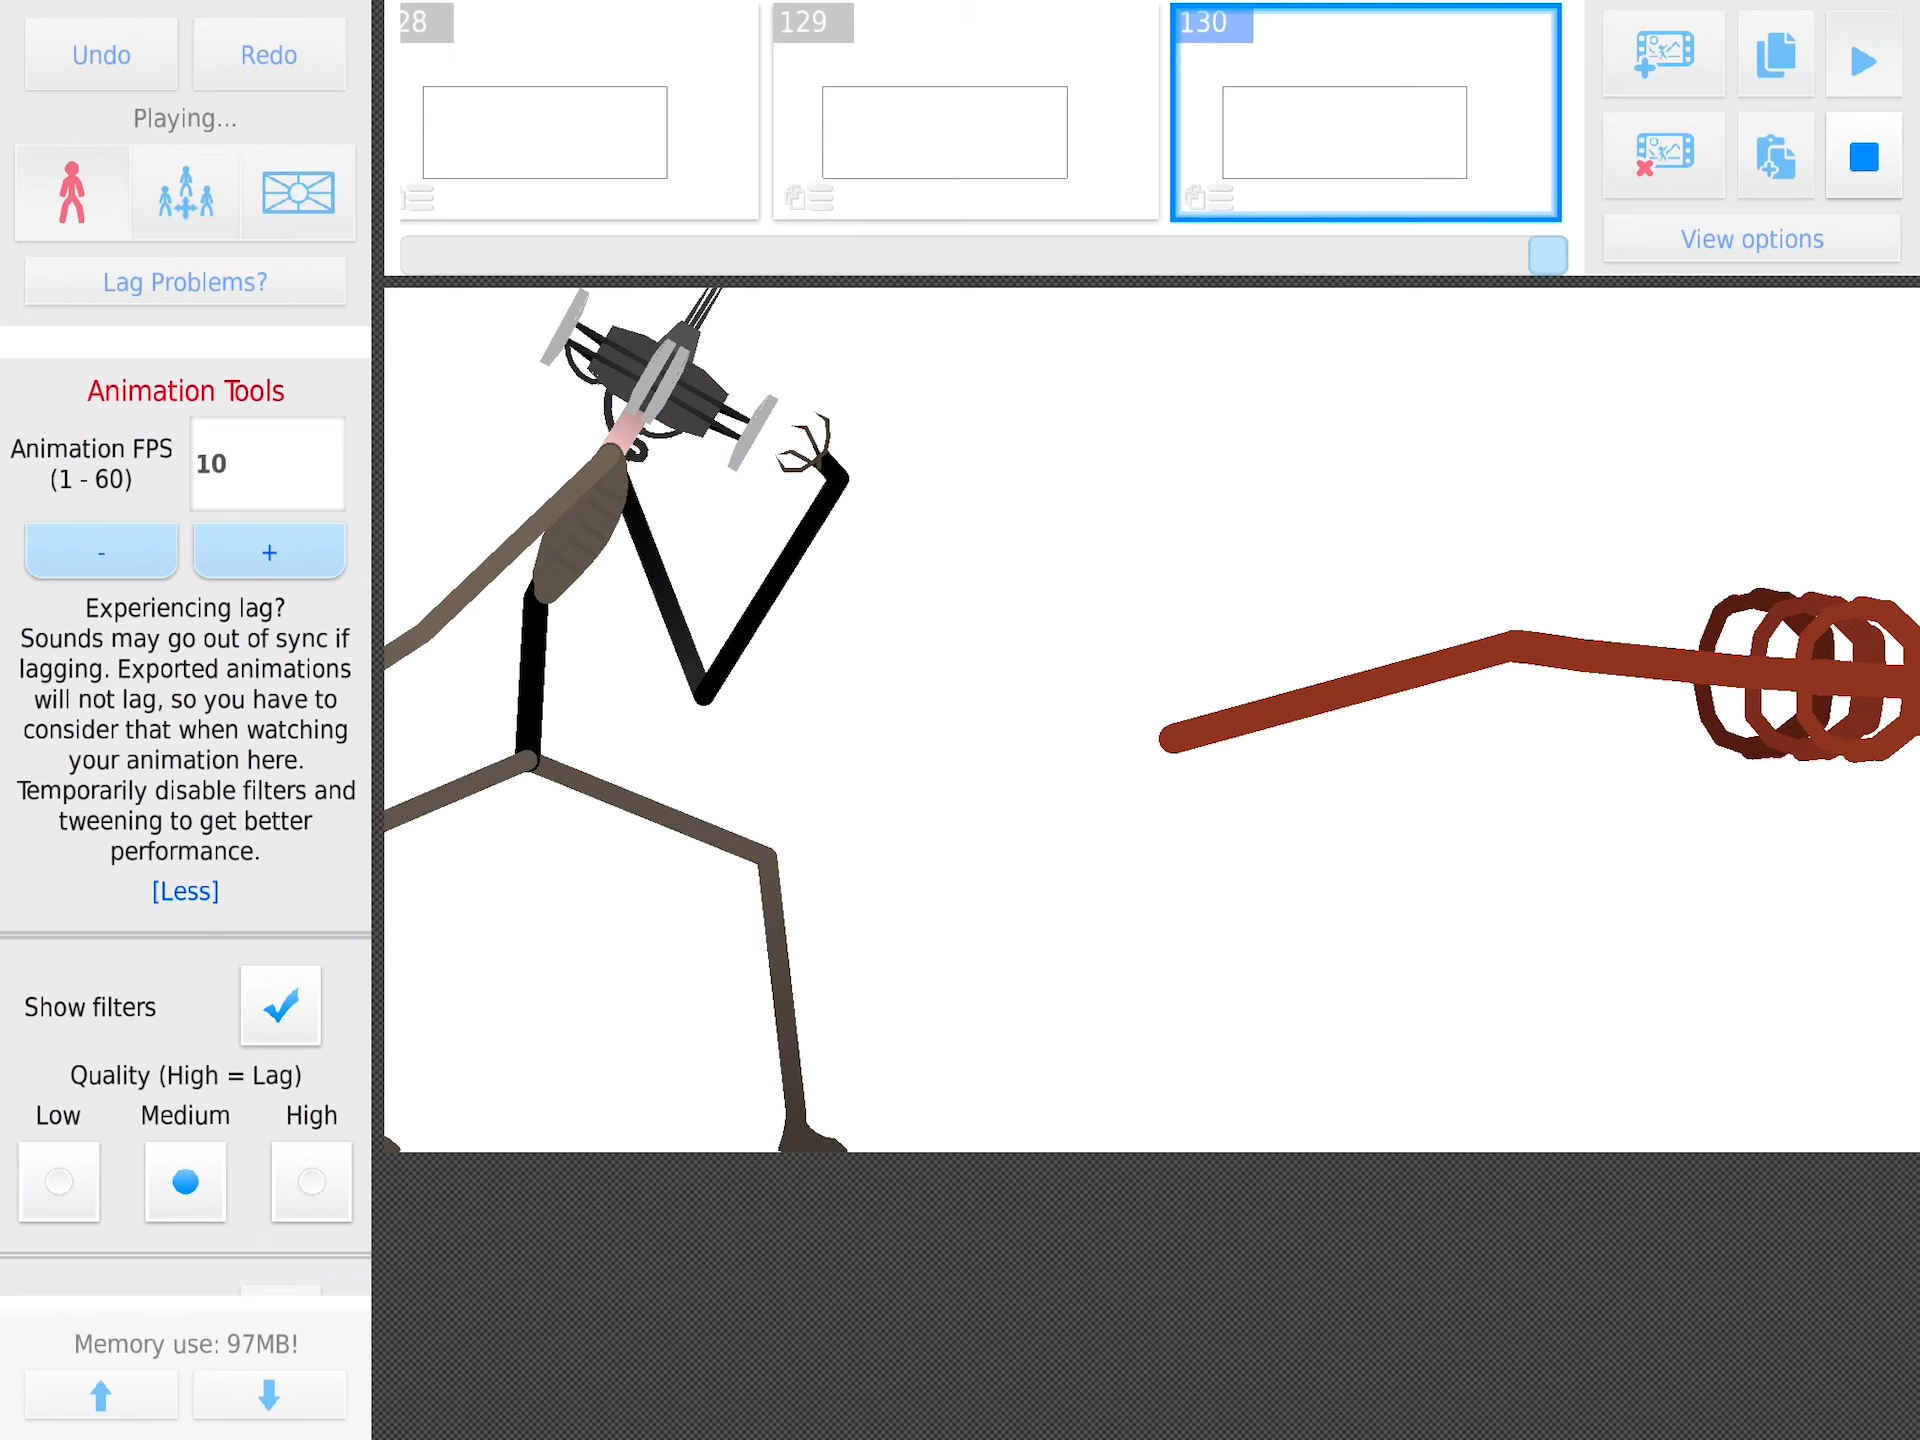 Undo
Redo
Playing...
Lag Problems?
28
129
130
View options
Animation Tools
Animation FPS
(1 - 60)
10
-
+
Experiencing lag?
Sounds may go out of sync if
lagging. Exported animations
will not lag, so you have to
consider that when watching
your animation here.
Temporarily disable filters and
tweening to get better
performance.
[Less]
Show filters
Quality (High = Lag)
Low
Medium
High
Memory use: 97MB!